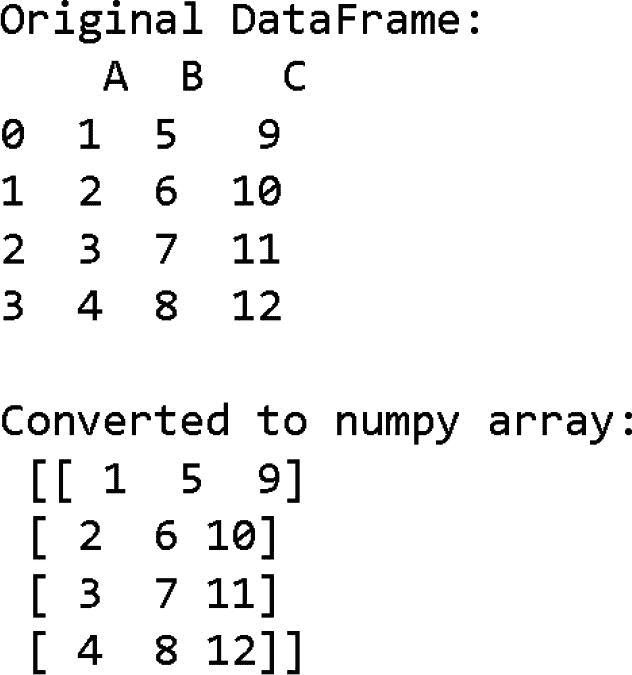 Original DataFrame:
    A  B   C
0  1  5   9
1  2  6  10
2  3  7  11
3  4  8  12

Converted to numpy array:
 [[ 1  5  9]
 [ 2  6 10]
 [ 3  7 11]
 [ 4  8 12]]